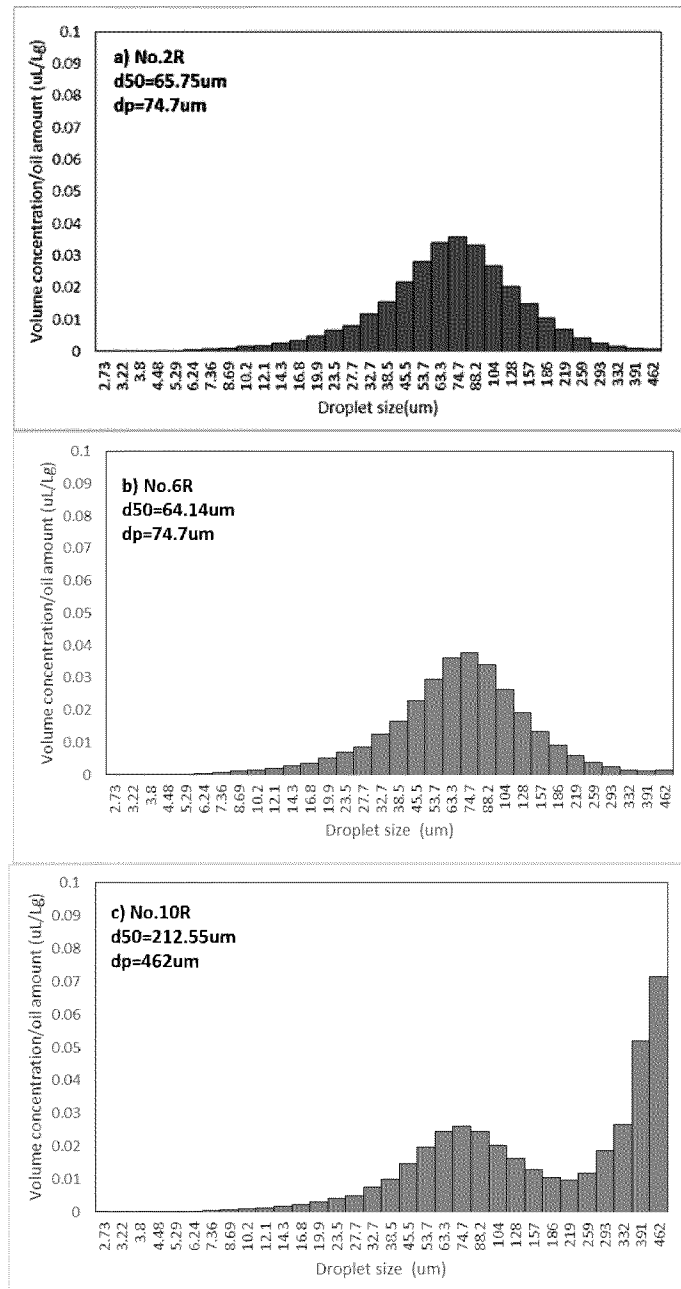 0.1
0.09
0.08
0.07
0.06
0.05
0.04
0.03
0.02
0.01
0
Volume concentration/oil amount (uL/Lg)
a) No.2R
d50=65.75um
dp=74.7um
2.73 3.22 3.8 4.48 5.29 6.24 7.36 8.69 10.2 12.1 14.3 16.8 19.9 23.5 27.7 32.7 38.5 45.5 53.7 63.3 74.7 88.2 104 128 157 186 219 259 293 332 391 462
Droplet size(um)
0.1
0.09
0.08
0.07
0.06
0.05
0.04
0.03
0.02
0.01
0
Volume concentration/oil amount (uL/Lg)
b) No.6R
d50=64.14um
dp=74.7um
2.73 3.22 3.8 4.48 5.29 6.24 7.36 8.69 10.2 12.1 14.3 16.8 19.9 23.5 27.7 32.7 38.5 45.5 53.7 63.3 74.7 88.2 104 128 157 186 219 259 293 332 391 462
Droplet size (um)
0.1
0.09
0.08
0.07
0.06
0.05
0.04
0.03
0.02
0.01
0
Volume concentration/oil amount (uL/Lg)
c) No.10R
d50=212.55um
dp=462um
2.73 3.22 3.8 4.48 5.29 6.24 7.36 8.69 10.2 12.1 14.3 16.8 19.9 23.5 27.7 32.7 38.5 45.5 53.7 63.3 74.7 88.2 104 128 157 186 219 259 293 332 391 462
Droplet size (um)